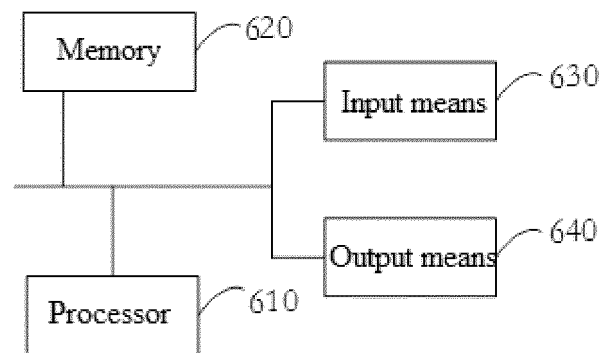 Memory
620
Input means
630
Output means
640
Processor
610